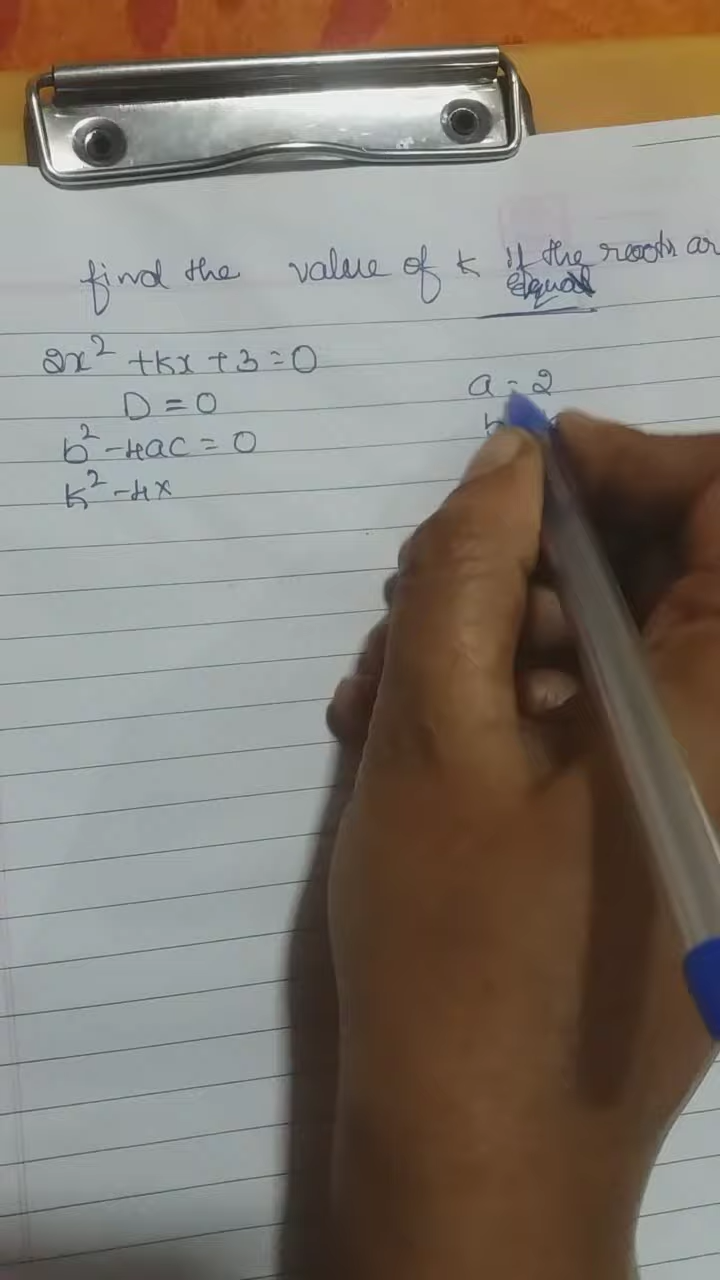 find the value of k if the roots ar
equal
2x² + kx + 3 = 0
D = 0
b² - 4ac = 0
k² - 4x
a = 2
b